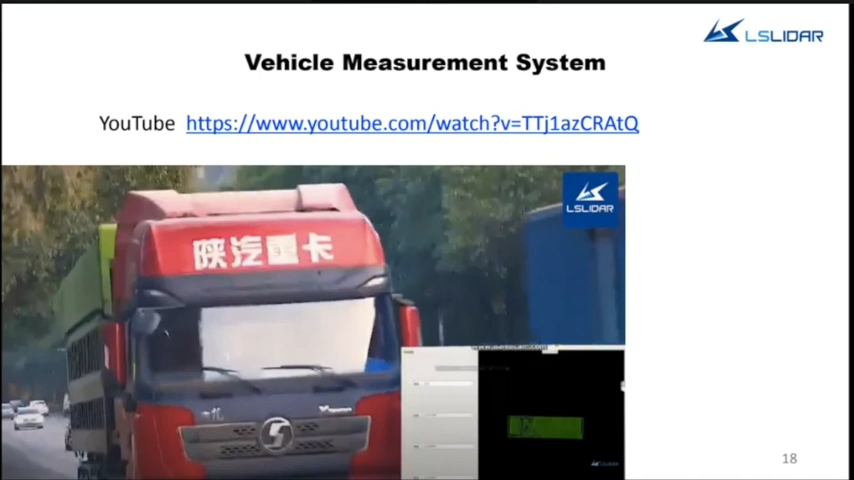 LSLIDAR
Vehicle Measurement System
YouTube https://www.youtube.com/watch?v=TTj1azCRAtQ
LSLIDAR
陕汽重卡
18